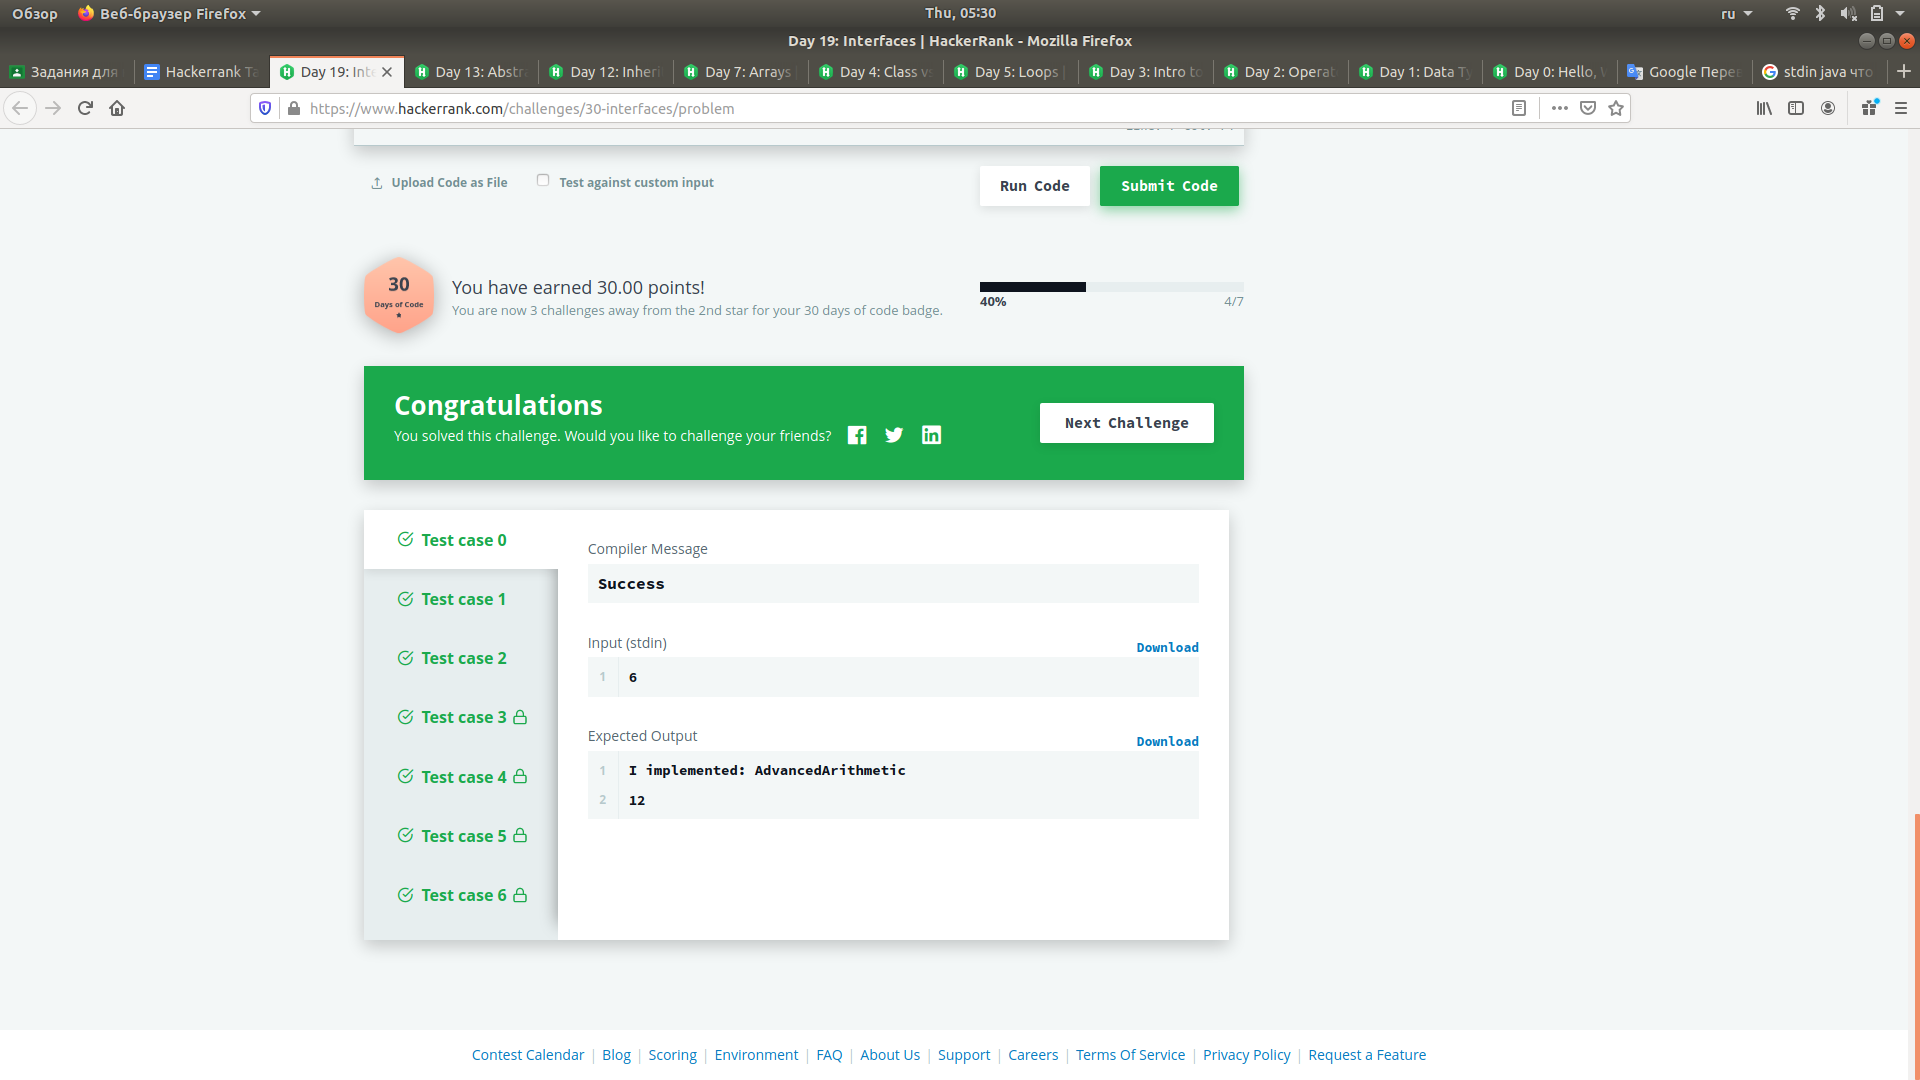 Обзор
Веб-браузер Firefox
Thu, 05:30
ru
Day 19: Interfaces | HackerRank - Mozilla Firefox
Задания для
Hackerrank Ta
Day 19: Inte
Day 13: Abstra
Day 12: Inheri
Day 7: Arrays
Day 4: Class vs
Day 5: Loops |
Day 3: Intro to
Day 2: Operat
Day 1: Data Ty
Day 0: Hello, W
Google Пере
stdin java что
https://www.hackerrank.com/challenges/30-interfaces/problem
Upload Code as File
Test against custom input
Run Code
Submit Code
30
Days of Code
You have earned 30.00 points!
You are now 3 challenges away from the 2nd star for your 30 days of code badge.
40%
4/7
Congratulations
You solved this challenge. Would you like to challenge your friends?
Next Challenge
Test case 0
Test case 1
Test case 2
Test case 3
Test case 4
Test case 5
Test case 6
Compiler Message
Success
Input (stdin)
Download
1 6
Expected Output
Download
1 I implemented: AdvancedArithmetic
2 12
Contest Calendar | Blog | Scoring | Environment | FAQ | About Us | Support | Careers | Terms Of Service | Privacy Policy | Request a Feature